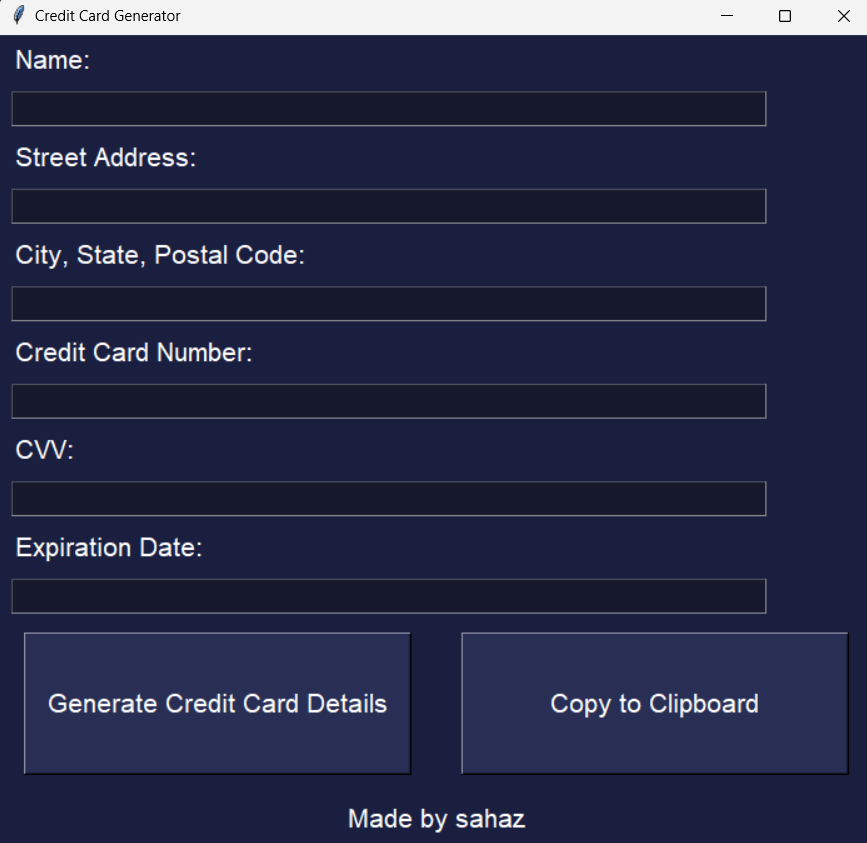 Credit Card Generator
Name:
Street Address:
City, State, Postal Code:
Credit Card Number:
CVV:
Expiration Date:
Generate Credit Card Details
Copy to Clipboard
Made by sahaz